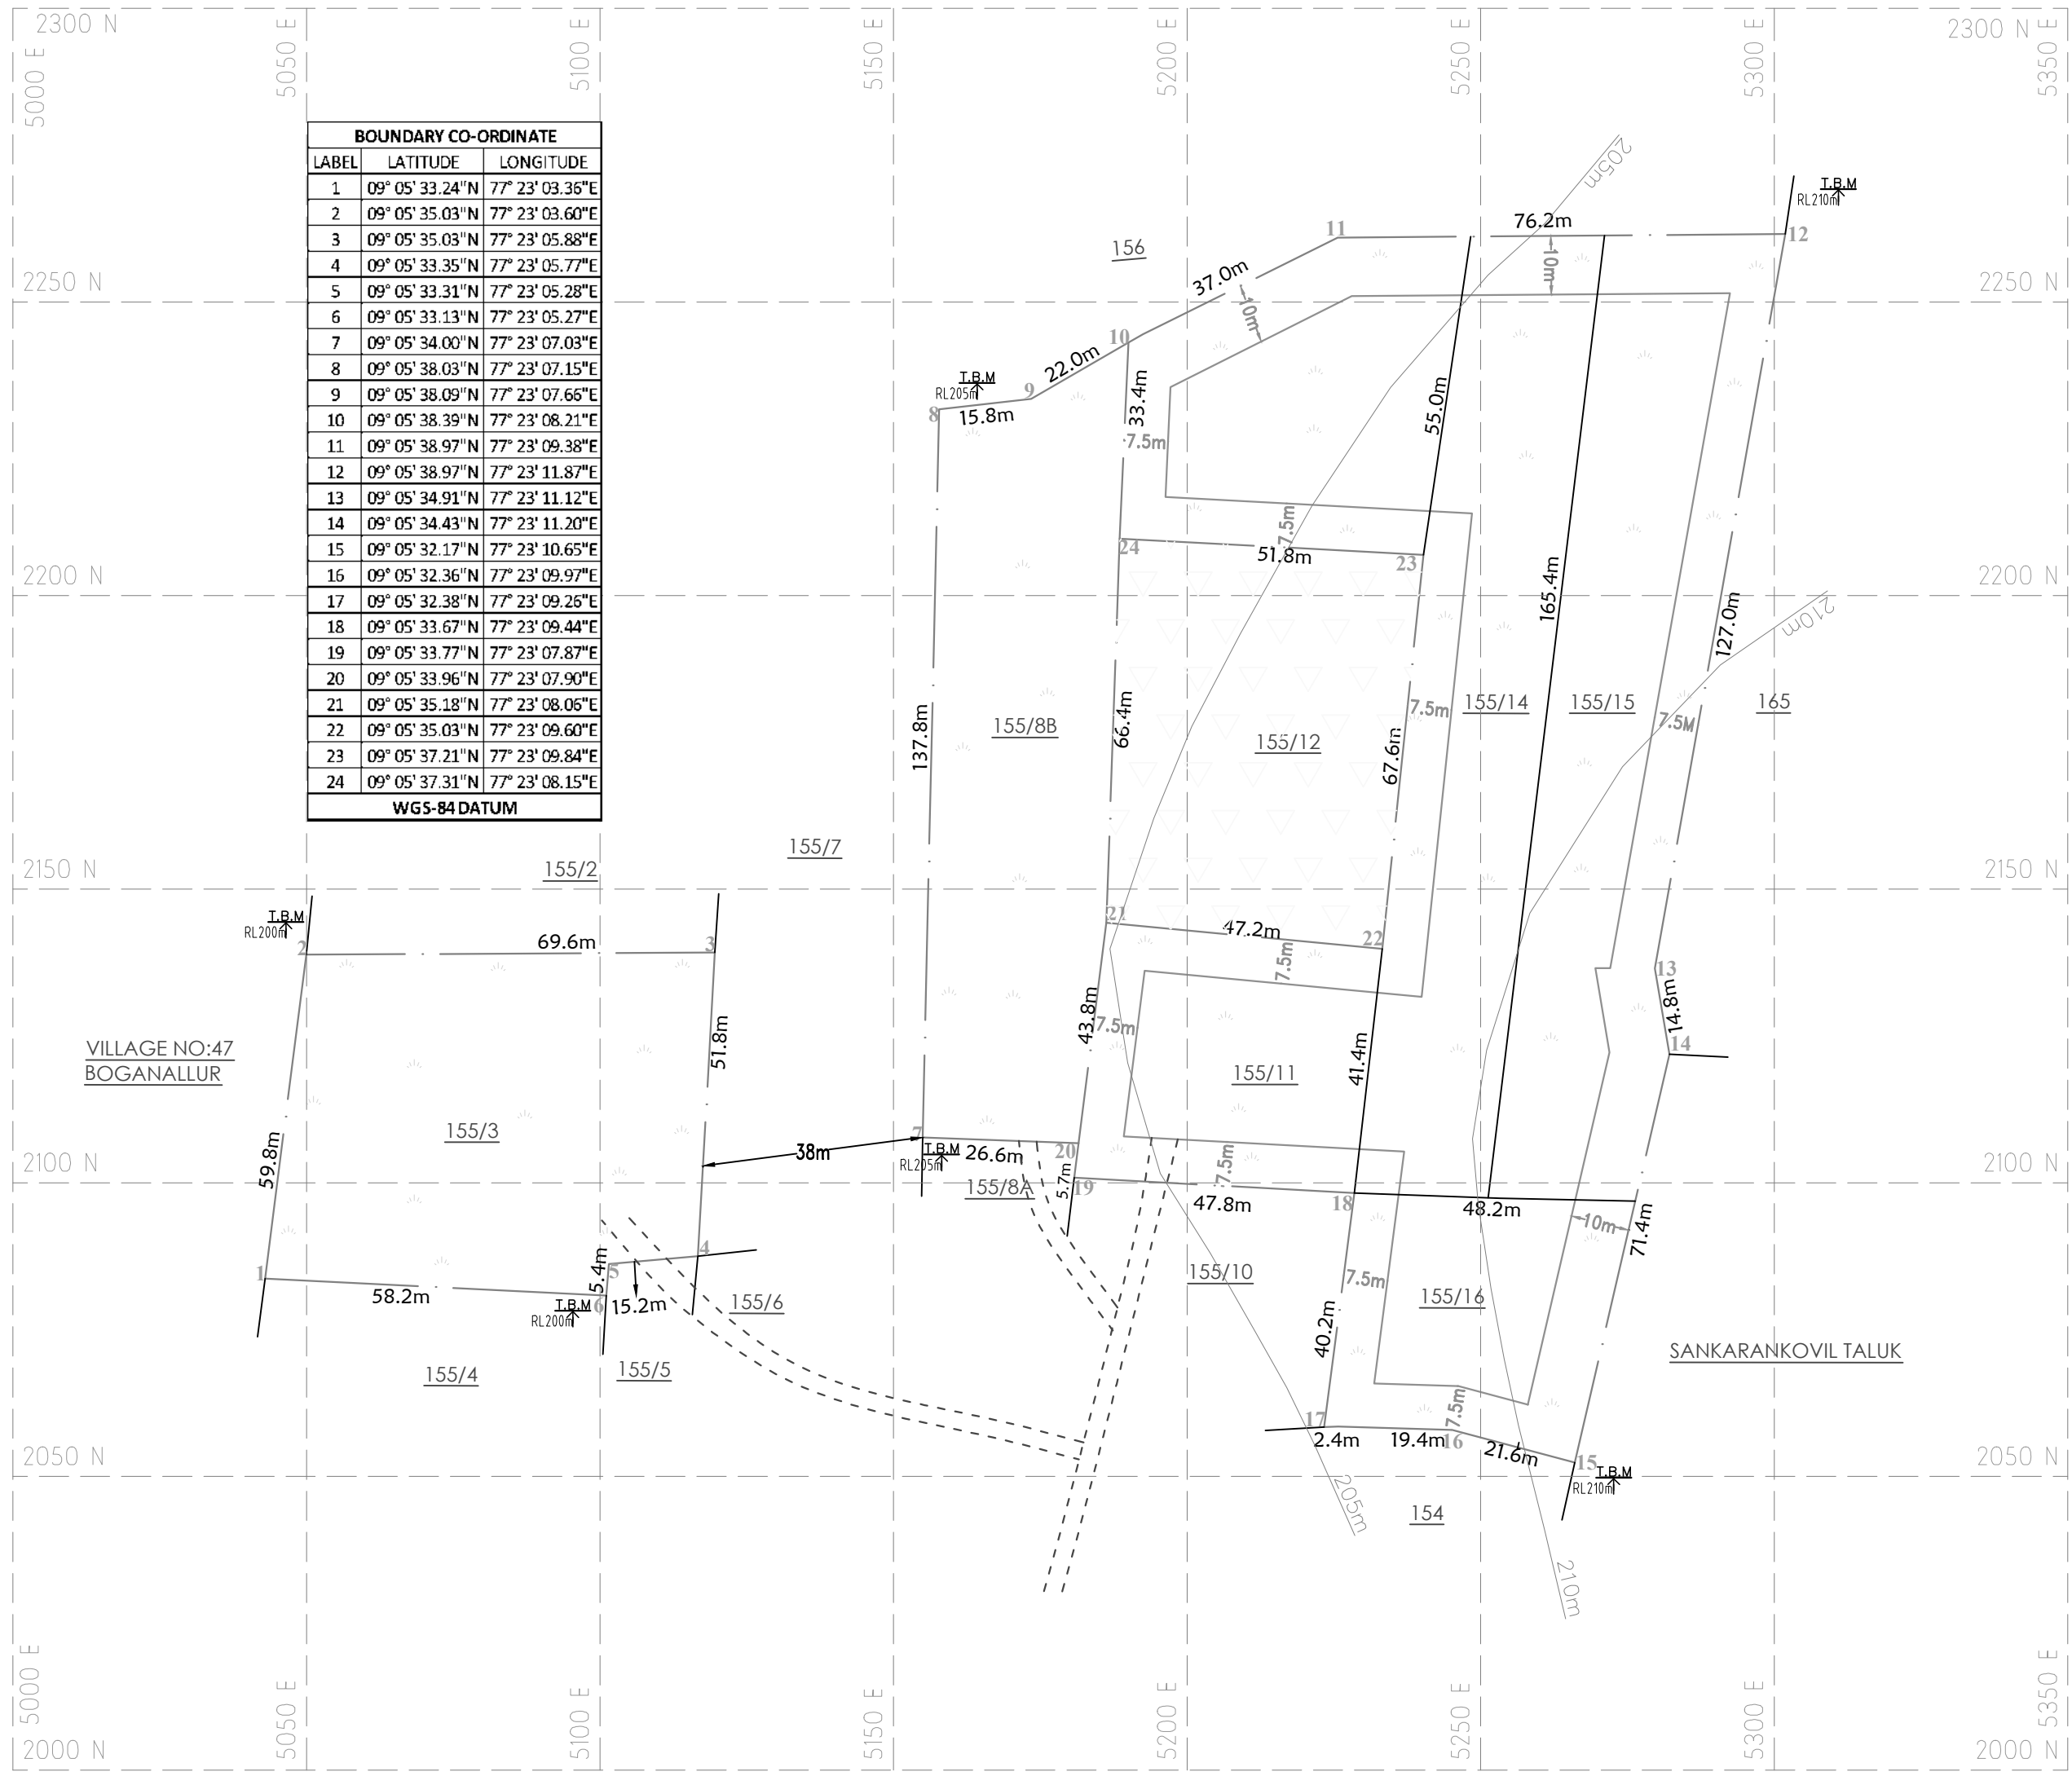 2300 N
2300 N
5000 E
5050 E
5100 E
5150 E
5200 E
5250 E
5300 E
5350 E
BOUNDARY CO-ORDINATE
LABEL LATITUDE LONGITUDE
1 09° 05' 33.24"N 77° 23' 03.36"E
2 09° 05' 35.03"N 77° 23' 03.60"E
3 09° 05' 35.03"N 77° 23' 05.88"E
4 09° 05' 33.35"N 77° 23' 05.77"E
5 09° 05' 33.31"N 77° 23' 05.28"E
6 09° 05' 33.13"N 77° 23' 05.27"E
7 09° 05' 34.00"N 77° 23' 07.03"E
8 09° 05' 38.03"N 77° 23' 07.15"E
9 09° 05' 38.09"N 77° 23' 07.66"E
10 09° 05' 38.39"N 77° 23' 08.21"E
11 09° 05' 38.97"N 77° 23' 09.38"E
12 09° 05' 38.97"N 77° 23' 11.87"E
13 09° 05' 34.91"N 77° 23' 11.12"E
14 09° 05' 34.43"N 77° 23' 11.20"E
15 09° 05' 32.17"N 77° 23' 10.65"E
16 09° 05' 32.36"N 77° 23' 09.97"E
17 09° 05' 32.38"N 77° 23' 09.26"E
18 09° 05' 33.67"N 77° 23' 09.44"E
19 09° 05' 33.77"N 77° 23' 07.87"E
20 09° 05' 33.96"N 77° 23' 07.90"E
21 09° 05' 35.18"N 77° 23' 08.06"E
22 09° 05' 35.03"N 77° 23' 09.60"E
23 09° 05' 37.21"N 77° 23' 09.84"E
24 09° 05' 37.31"N 77° 23' 08.15"E
WGS-84 DATUM
205m
T.B.M
RL210m
76.2m
11
12
156
10m
37.0m
10m
2250 N
2250 N
10
22.0m
T.B.M
RL205m
9
8
15.8m
33.4m
7.5m
55.0m
7.5m
24
51.8m
23
2200 N
2200 N
165.4m
210m
127.0m
137.8m
155/8B
66.4m
155/12
67.6m
7.5m
155/14
155/15
7.5M
165
155/7
2150 N
155/2
2150 N
T.B.M
RL200m
2
69.6m
3
21
47.2m
22
7.5m
13
14.8m
14
VILLAGE NO:47
BOGANALLUR
51.8m
43.8m
7.5m
41.4m
155/11
155/3
59.8m
38m
7
T.B.M
RL205m
26.6m
20
5.7m
155/8A
19
7.5m
47.8m
18
48.2m
2100 N
2100 N
10m
71.4m
1
58.2m
5.4m
5
4
6
T.B.M
RL200m
15.2m
155/6
155/10
7.5m
155/16
40.2m
SANKARANKOVIL TALUK
155/4
155/5
17
2.4m
19.4m
16
7.5m
21.6m
15
T.B.M
RL210m
2050 N
2050 N
205m
154
210m
5000 E
5050 E
5100 E
5150 E
5200 E
5250 E
5300 E
5350 E
2000 N
2000 N